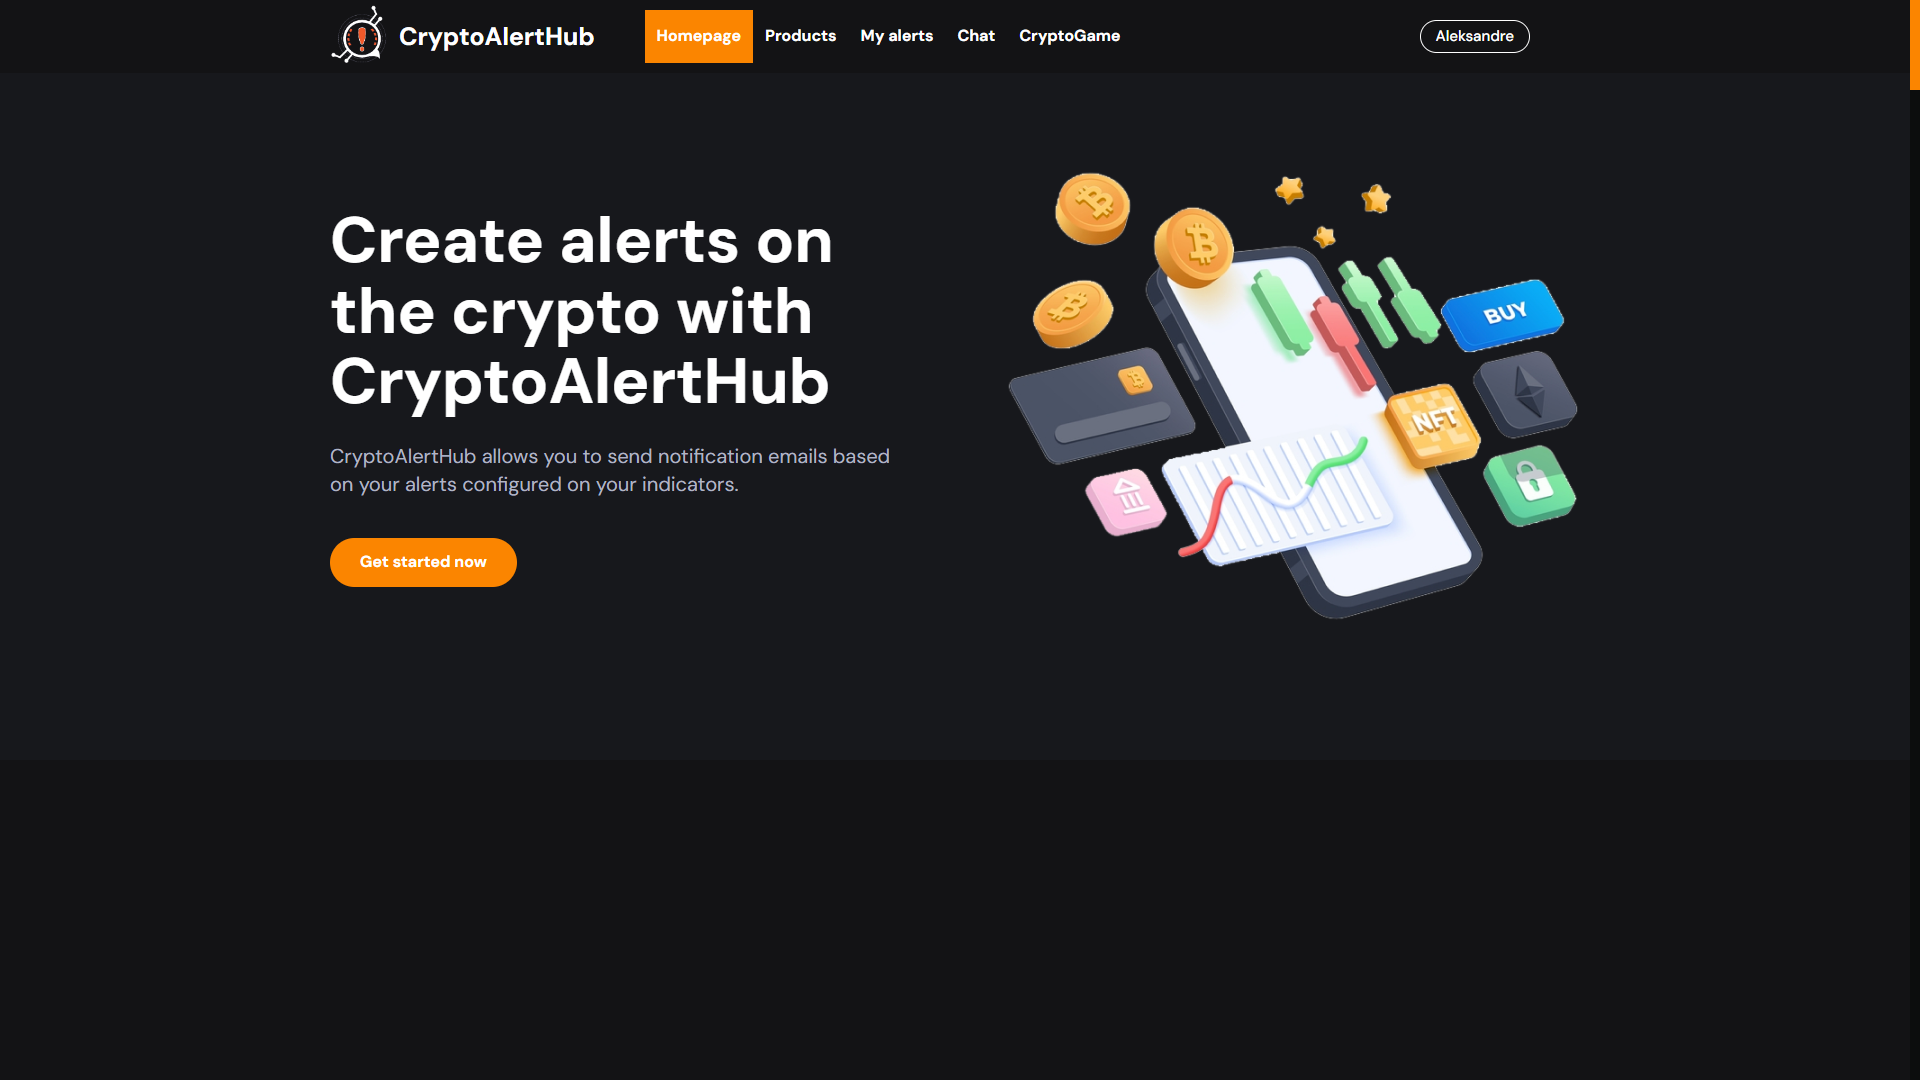 CryptoAlertHub
Homepage
Products
My alerts
Chat
CryptoGame
Aleksandre
Create alerts on
the crypto with
CryptoAlertHub
CryptoAlertHub allows you to send notification emails based
on your alerts configured on your indicators.
Get started now
BUY
NFT